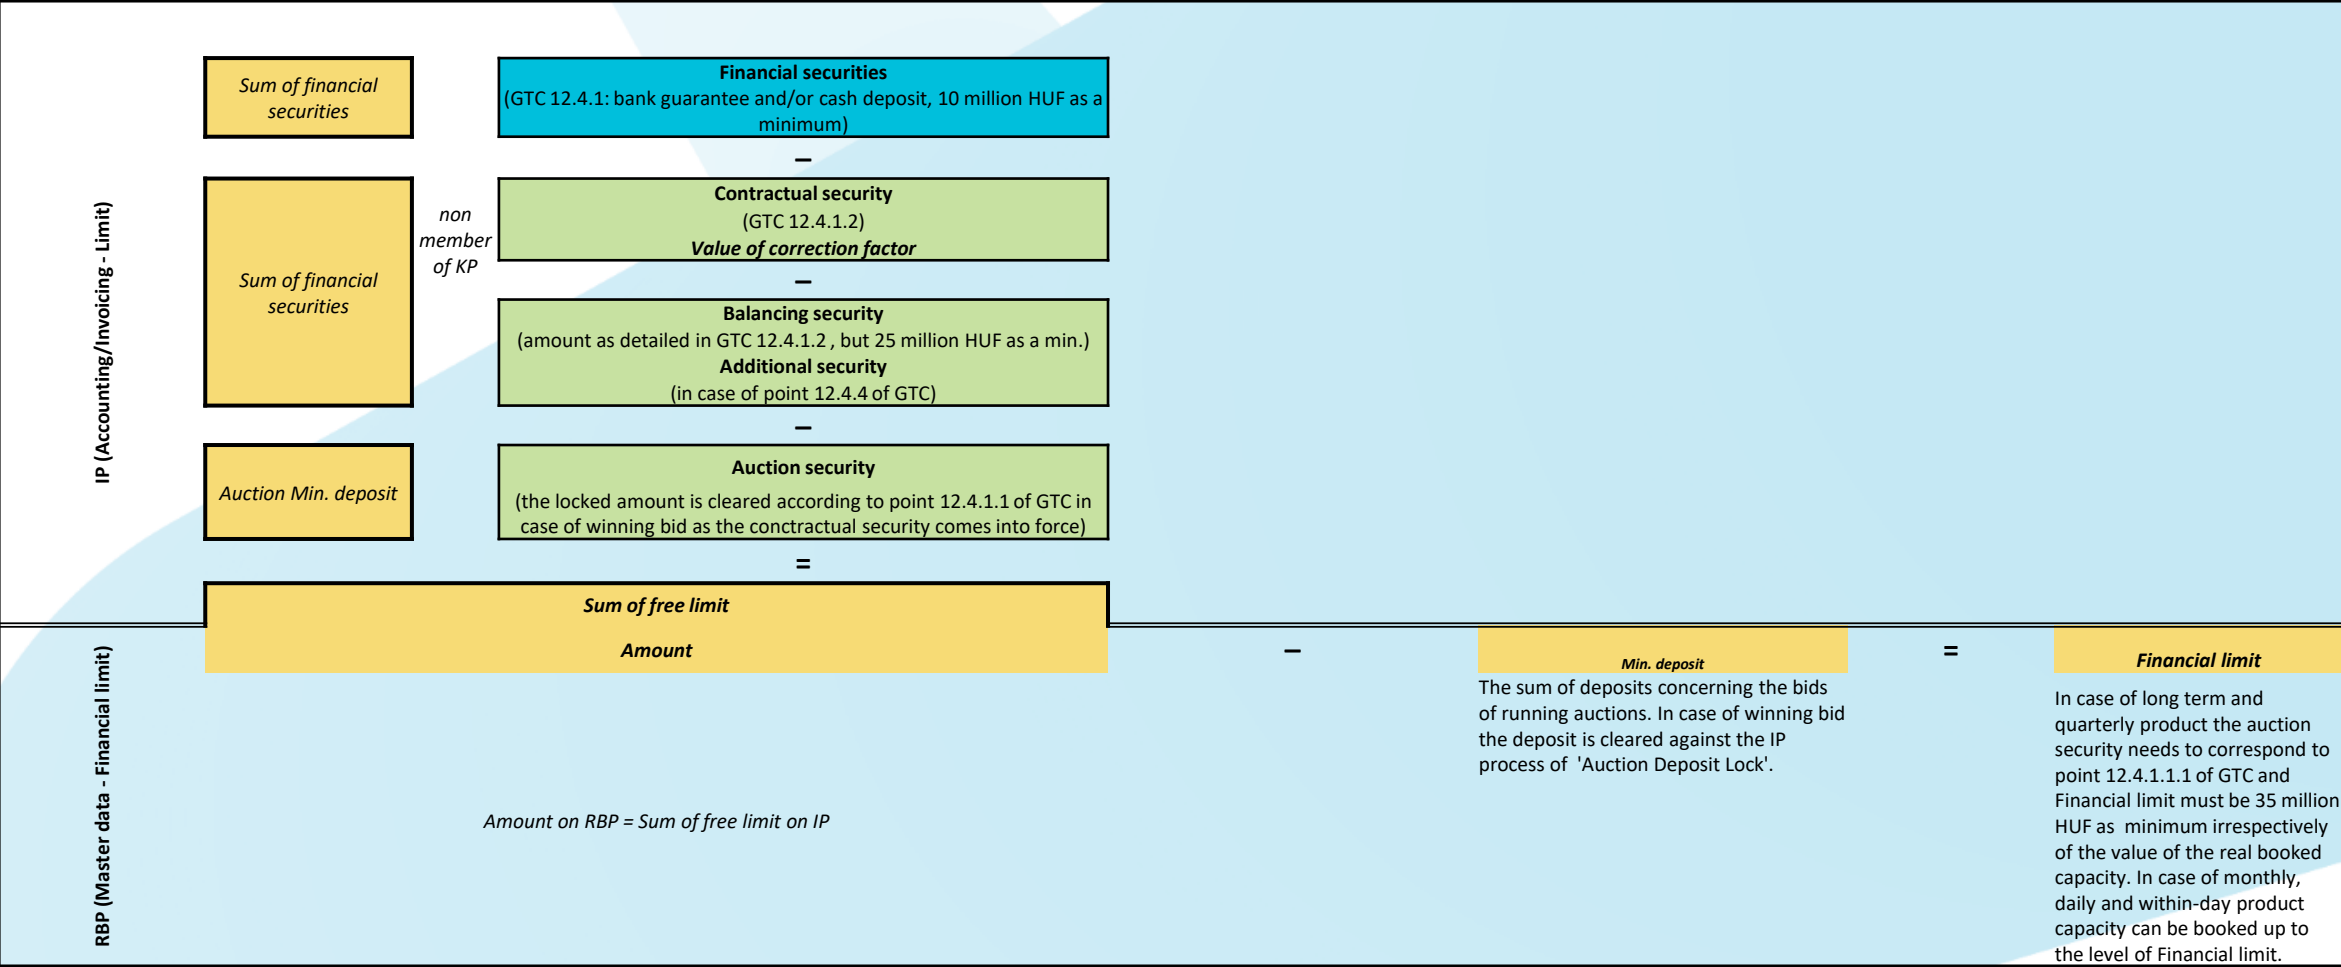 IP (Accounting/Invoicing - Limit)
Sum of financial
securities
Financial securities
(GTC 12.4.1: bank guarantee and/or cash deposit, 10 million HUF as a
minimum)
–
Sum of financial
securities
non
member
of KP
Contractual security
(GTC 12.4.1.2)
Value of correction factor
–
Balancing security
(amount as detailed in GTC 12.4.1.2 , but 25 million HUF as a min.)
Additional security
(in case of point 12.4.4 of GTC)
–
Auction Min. deposit
Auction security
(the locked amount is cleared according to point 12.4.1.1 of GTC in
case of winning bid as the conctractual security comes into force)
=
Sum of free limit
RBP (Master data - Financial limit)
Amount
–
Min. deposit
The sum of deposits concerning the bids
of running auctions. In case of winning bid
the deposit is cleared against the IP
process of 'Auction Deposit Lock'.
=
Financial limit
In case of long term and
quarterly product the auction
security needs to correspond to
point 12.4.1.1.1 of GTC and
Financial limit must be 35 million
HUF as minimum irrespectively
of the value of the real booked
capacity. In case of monthly,
daily and within-day product
capacity can be booked up to
the level of Financial limit.
Amount on RBP = Sum of free limit on IP